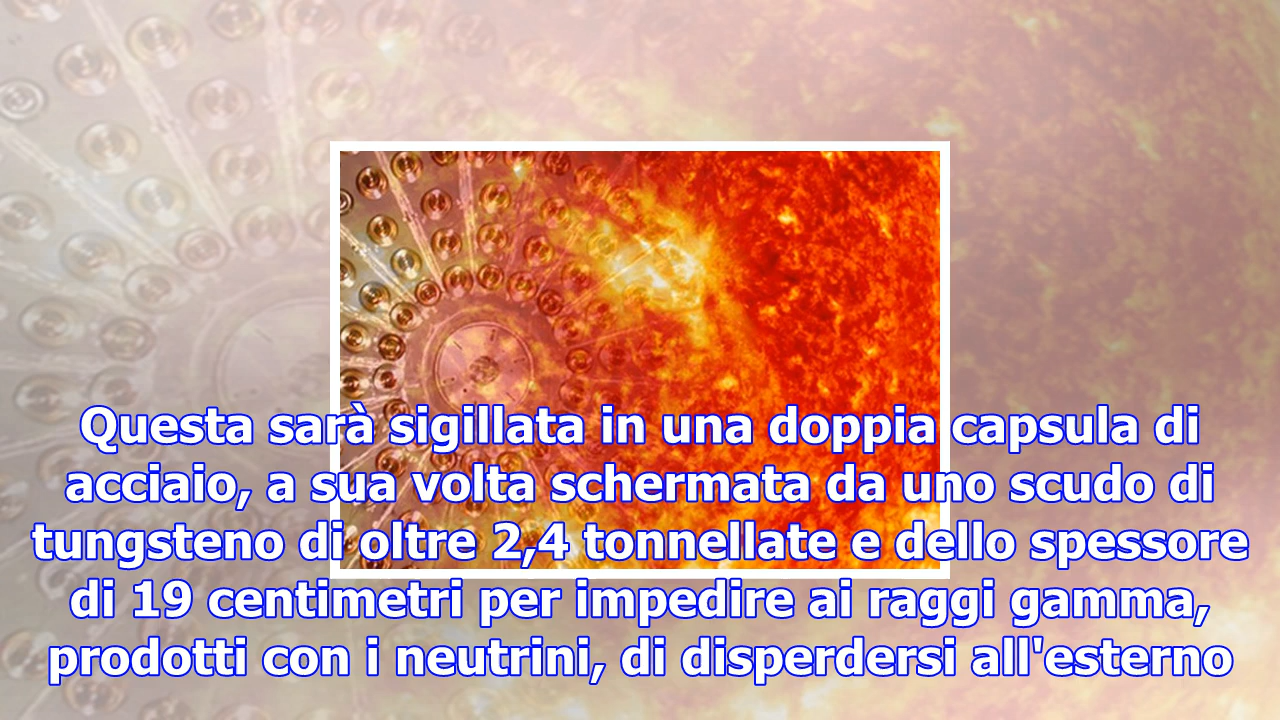 Questa sarà sigillata in una doppia capsula di
acciaio, a sua volta schermata da uno scudo di
tungsteno di oltre 2,4 tonnellate e dello spessore
di 19 centimetri per impedire ai raggi gamma,
prodotti con i neutrini, di disperdersi all'esterno